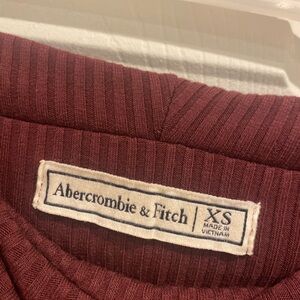 Abercrombie & Fitch
XS
MADE IN
VIETNAM